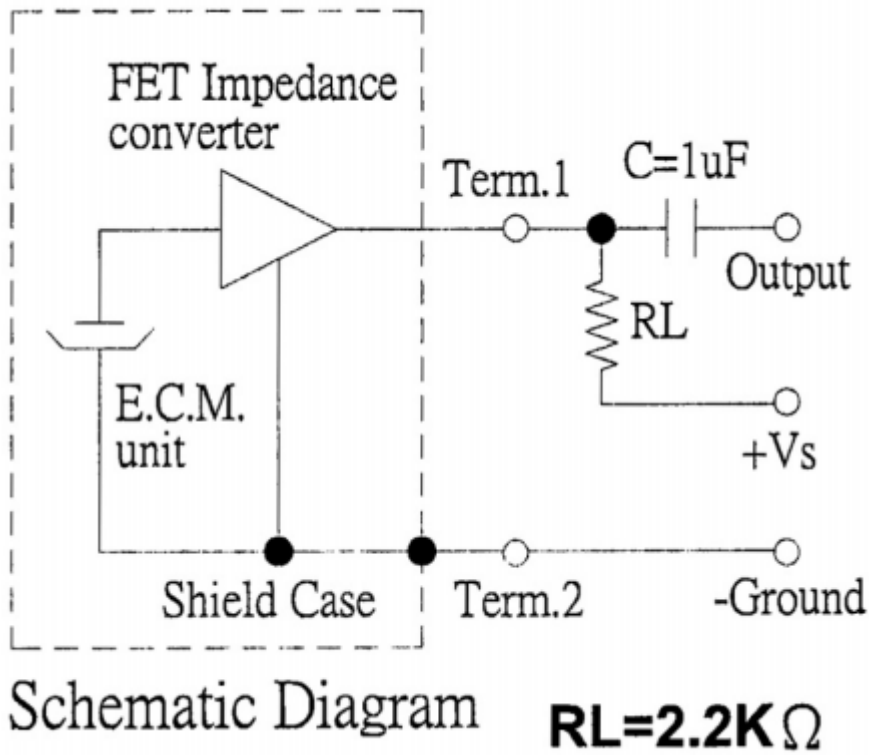 FET Impedance
converter
Term.1
C=1uF
Output
RL
E.C.M.
unit
+Vs
Shield Case
Term.2
-Ground
Schematic Diagram
RL=2.2KΩ